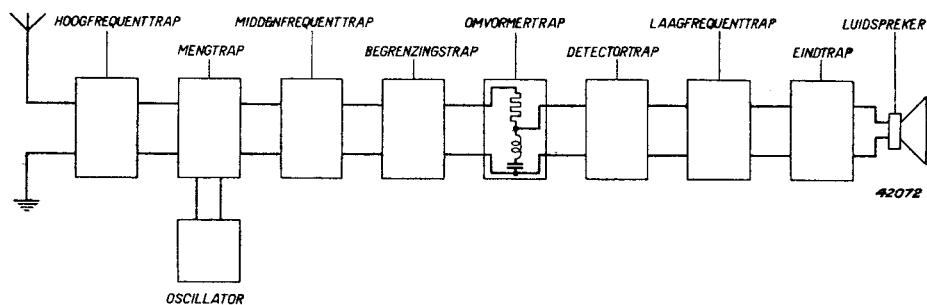 HOOGFREQUENTTRAP
MENGTRAP
MIDDENFREQUENTTRAP
BEGRENZINGSTRAP
OMVORMERTRAP
DETECTORTRAP
LAAGFREQUENTTRAP
EINDTRAP
LUIDSPREKER
42072
OSCILLATOR